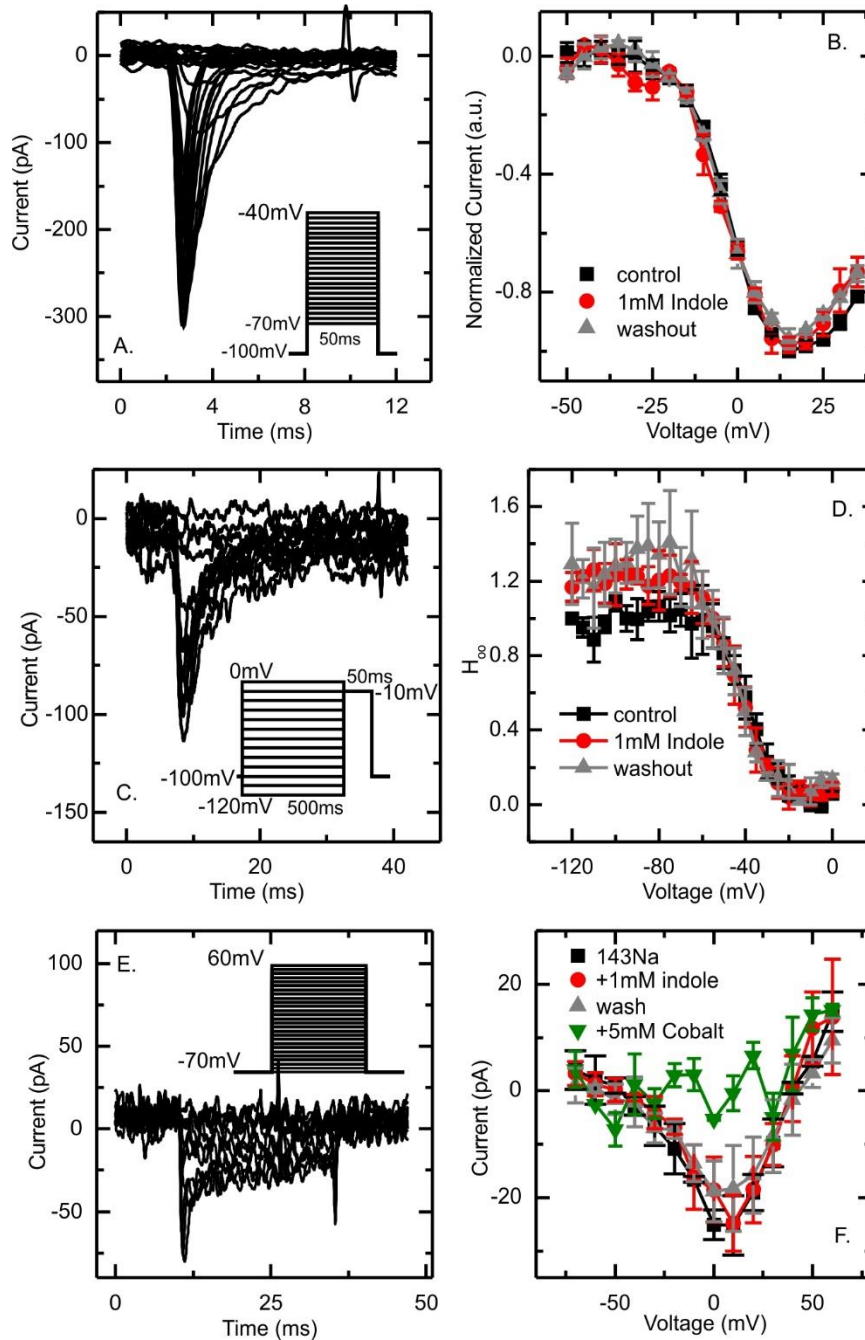 0
-100
-200
-300
Current (pA)
-40mV
-70mV
50ms
-100mV
A.
0 4 8 12
Time (ms)
B.
0.0
-0.4
-0.8
Normalized Current (a.u.)
control
1mM Indole
washout
-50 -25 0 25
Voltage (mV)
0
-50
-100
-150
Current (pA)
0mV
50ms
-10mV
-100mV
-120mV
500ms
C.
0 20 40
Time (ms)
D.
1.6
1.2
0.8
0.4
0.0
H∞
control
1mM Indole
washout
-120 -80 -40 0
Voltage (mV)
E.
100
50
0
-50
Current (pA)
60mV
-70mV
0 25 50
Time (ms)
143Na
+1mM indole
wash
+5mM Cobalt
20
0
-20
Current (pA)
F.
-50 0 50
Voltage (mV)